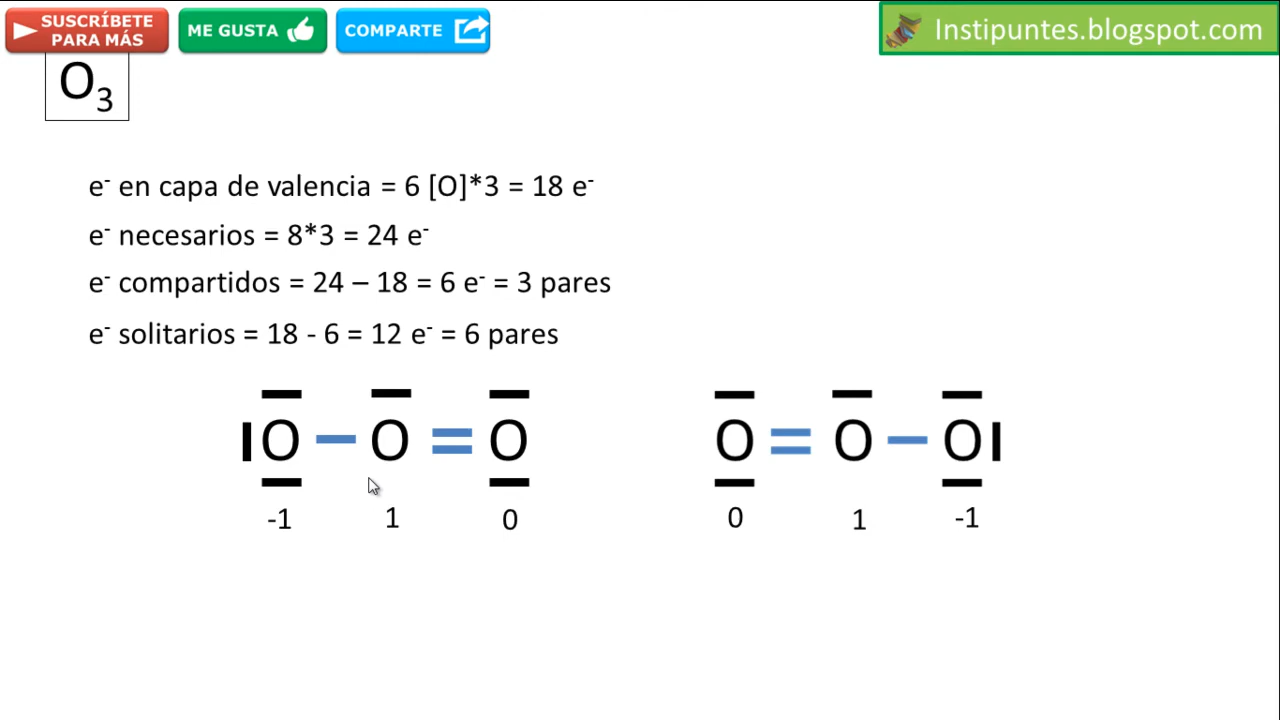 SUSCRÍBETE
PARA MÁS
ME GUSTA
COMPARTE
Instipuntes.blogspot.com
O₃
e⁻ en capa de valencia = 6 [O]*3 = 18 e⁻
e⁻ necesarios = 8*3 = 24 e⁻
e⁻ compartidos = 24 – 18 = 6 e⁻ = 3 pares
e⁻ solitarios = 18 - 6 = 12 e⁻ = 6 pares
O – O = O
O = O – O
-1 1 0
0 1 -1